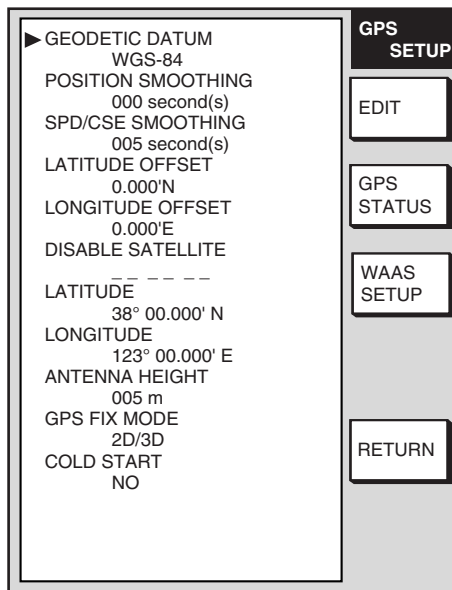 GEODETIC DATUM
WGS-84
POSITION SMOOTHING
000 second(s)
SPD/CSE SMOOTHING
005 second(s)
LATITUDE OFFSET
0.000'N
LONGITUDE OFFSET
0.000'E
DISABLE SATELLITE
_ _ _ _ _ _
LATITUDE
38° 00.000' N
LONGITUDE
123° 00.000' E
ANTENNA HEIGHT
005 m
GPS FIX MODE
2D/3D
COLD START
NO
GPS
SETUP
EDIT
GPS
STATUS
WAAS
SETUP
RETURN